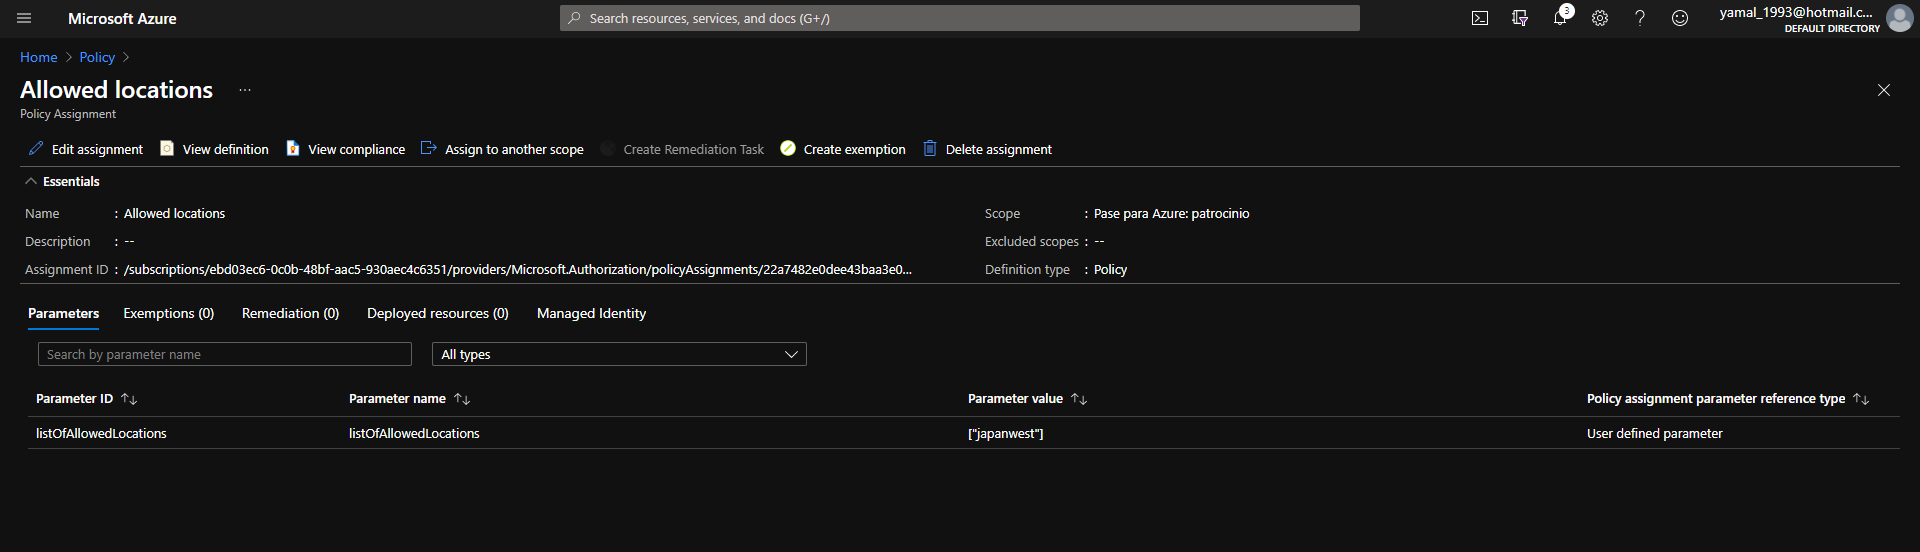 Microsoft Azure
Search resources, services, and docs (G+/)
3
yamal_1993@hotmail.c...
DEFAULT DIRECTORY
Home > Policy >
Allowed locations ...
Policy Assignment
Edit assignment View definition View compliance Assign to another scope Create Remediation Task Create exemption Delete assignment
Essentials
Name : Allowed locations Scope : Pase para Azure: patrocinio
Description : -- Excluded scopes : --
Assignment ID : /subscriptions/ebd03ec6-0c0b-48bf-aac5-930aec4c6351/providers/Microsoft.Authorization/policyAssignments/22a7482e0dee43baa3e0... Definition type : Policy
Parameters Exemptions (0) Remediation (0) Deployed resources (0) Managed Identity
Search by parameter name All types
Parameter ID Parameter name Parameter value Policy assignment parameter reference type
listOfAllowedLocations listOfAllowedLocations ["japanwest"] User defined parameter